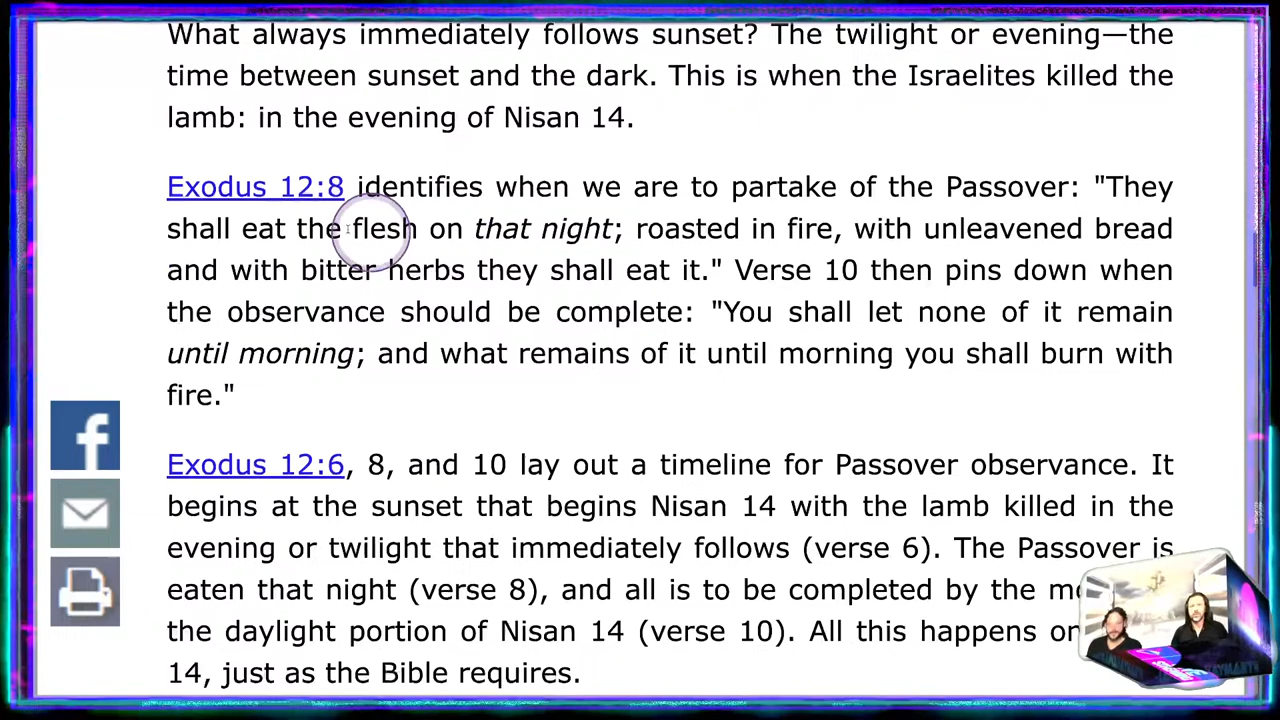 What always immediately follows sunset? The twilight or evening—the
time between sunset and the dark. This is when the Israelites killed the
lamb: in the evening of Nisan 14.
Exodus 12:8 identifies when we are to partake of the Passover: "They
shall eat the flesh on that night; roasted in fire, with unleavened bread
and with bitter herbs they shall eat it." Verse 10 then pins down when
the observance should be complete: "You shall let none of it remain
until morning; and what remains of it until morning you shall burn with
fire."
Exodus 12:6, 8, and 10 lay out a timeline for Passover observance. It
begins at the sunset that begins Nisan 14 with the lamb killed in the
evening or twilight that immediately follows (verse 6). The Passover is
eaten that night (verse 8), and all is to be completed by the
the daylight portion of Nisan 14 (verse 10). All this happens on
14, just as the Bible requires.